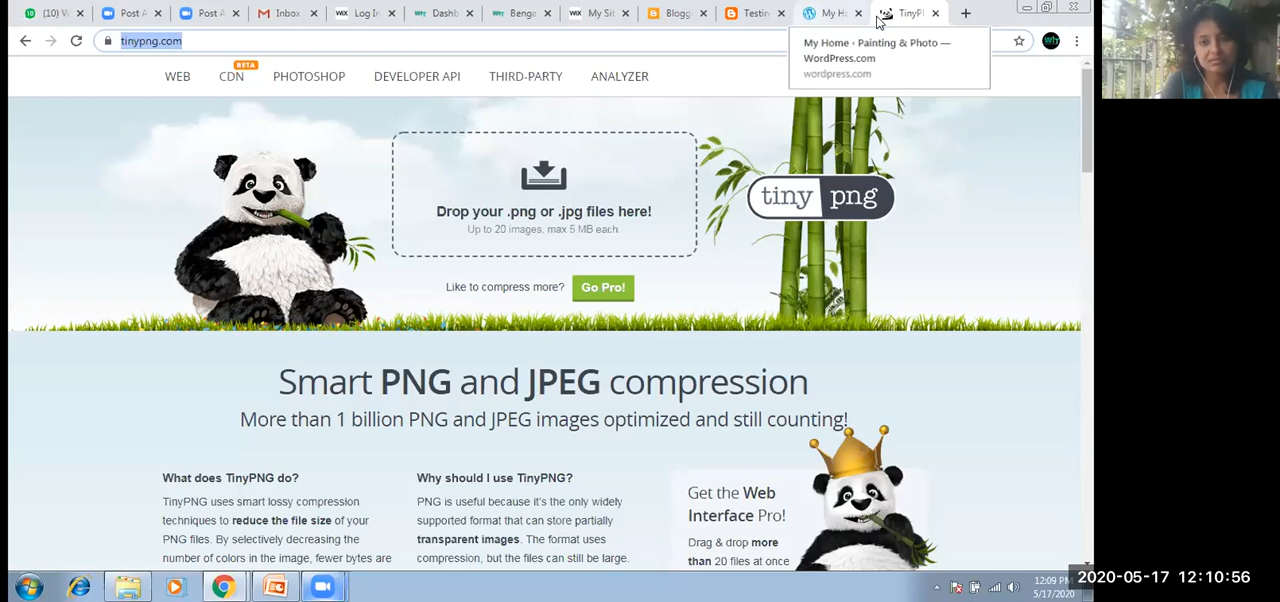 (10) W
Post A
Post A
Inbox
WIX Log In
Dashb
Benga
WIX My Sit
Blogg
Testin
My Ho
TinyP
tinypng.com
My Home ‹ Painting & Photo —
WordPress.com
wordpress.com
BETA
WEB CDN PHOTOSHOP DEVELOPER API THIRD-PARTY ANALYZER
Drop your .png or .jpg files here!
Up to 20 images, max 5 MB each.
tiny png
Like to compress more? Go Pro!
Smart PNG and JPEG compression
More than 1 billion PNG and JPEG images optimized and still counting!
What does TinyPNG do?
TinyPNG uses smart lossy compression
techniques to reduce the file size of your
PNG files. By selectively decreasing the
number of colors in the image, fewer bytes are
Why should I use TinyPNG?
PNG is useful because it's the only widely
supported format that can store partially
transparent images. The format uses
compression, but the files can still be large.
Get the Web
Interface Pro!
Drag & drop more
than 20 files at once
12:09 PM
5/17/2020
2020-05-17 12:10:56